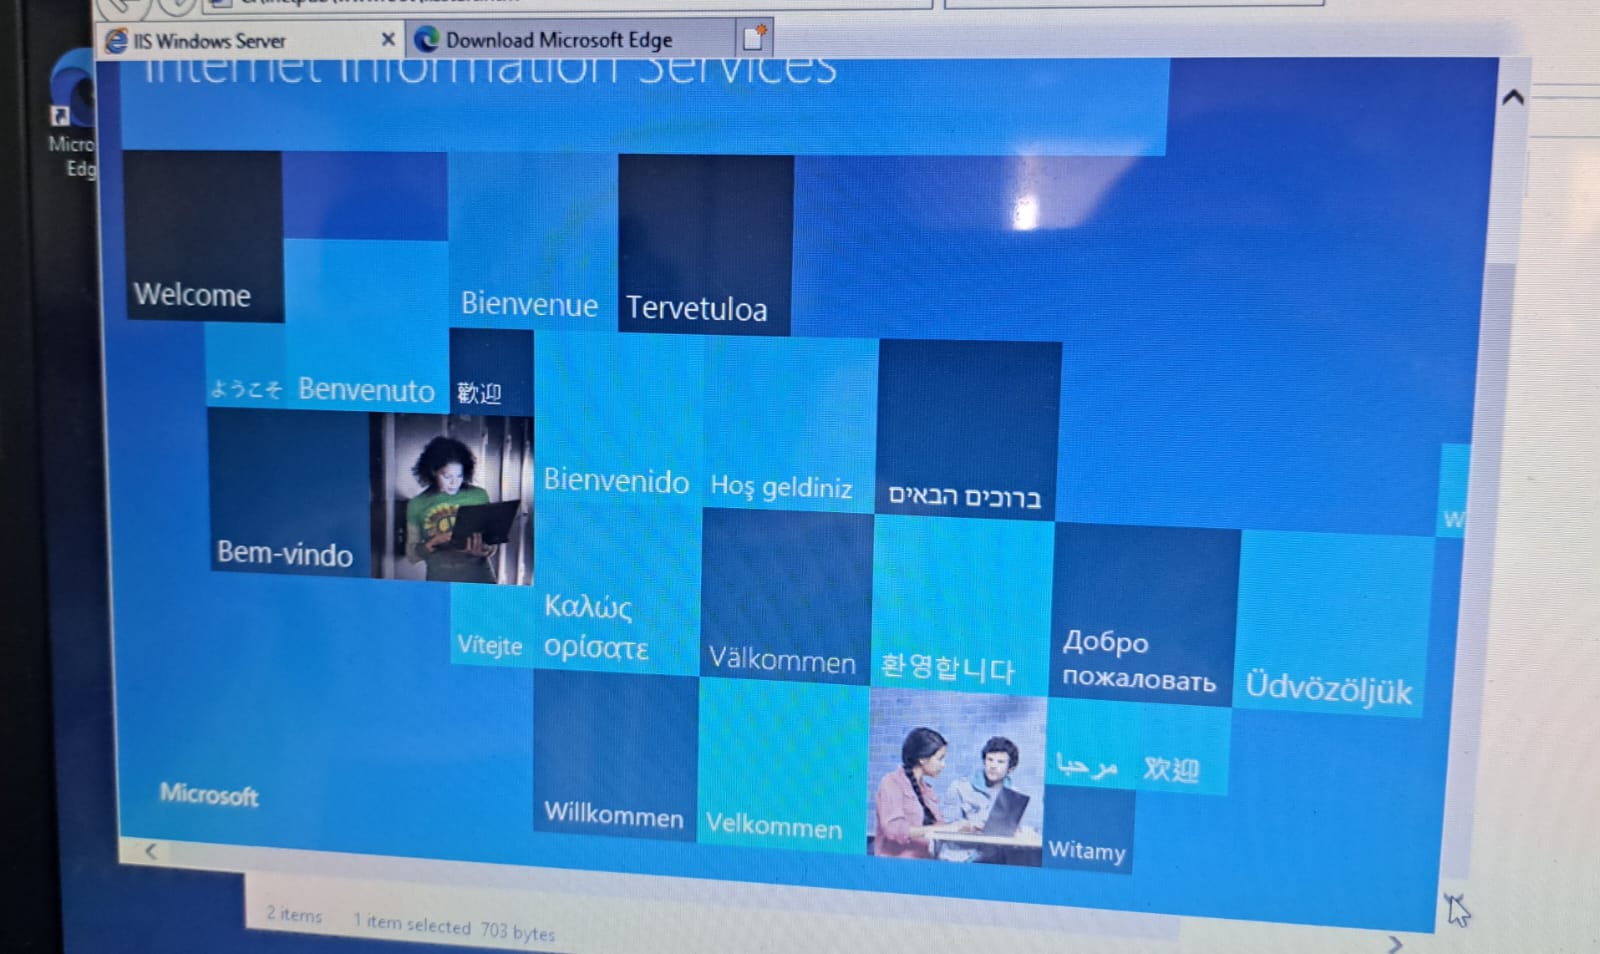 IIS Windows Server
Download Microsoft Edge
Internet Information Services
Welcome
Bienvenue
Tervetuloa
ようこそ
Benvenuto
歡迎
Bienvenido
Hoş geldiniz
ברוכים הבאים
Bem-vindo
Vítejte
Καλώς
ορίσατε
Välkommen
환영합니다
Добро
пожаловать
Üdvözöljük
Microsoft
Willkommen
Velkommen
مرحبا
欢迎
Witamy
2 items 1 item selected 703 bytes